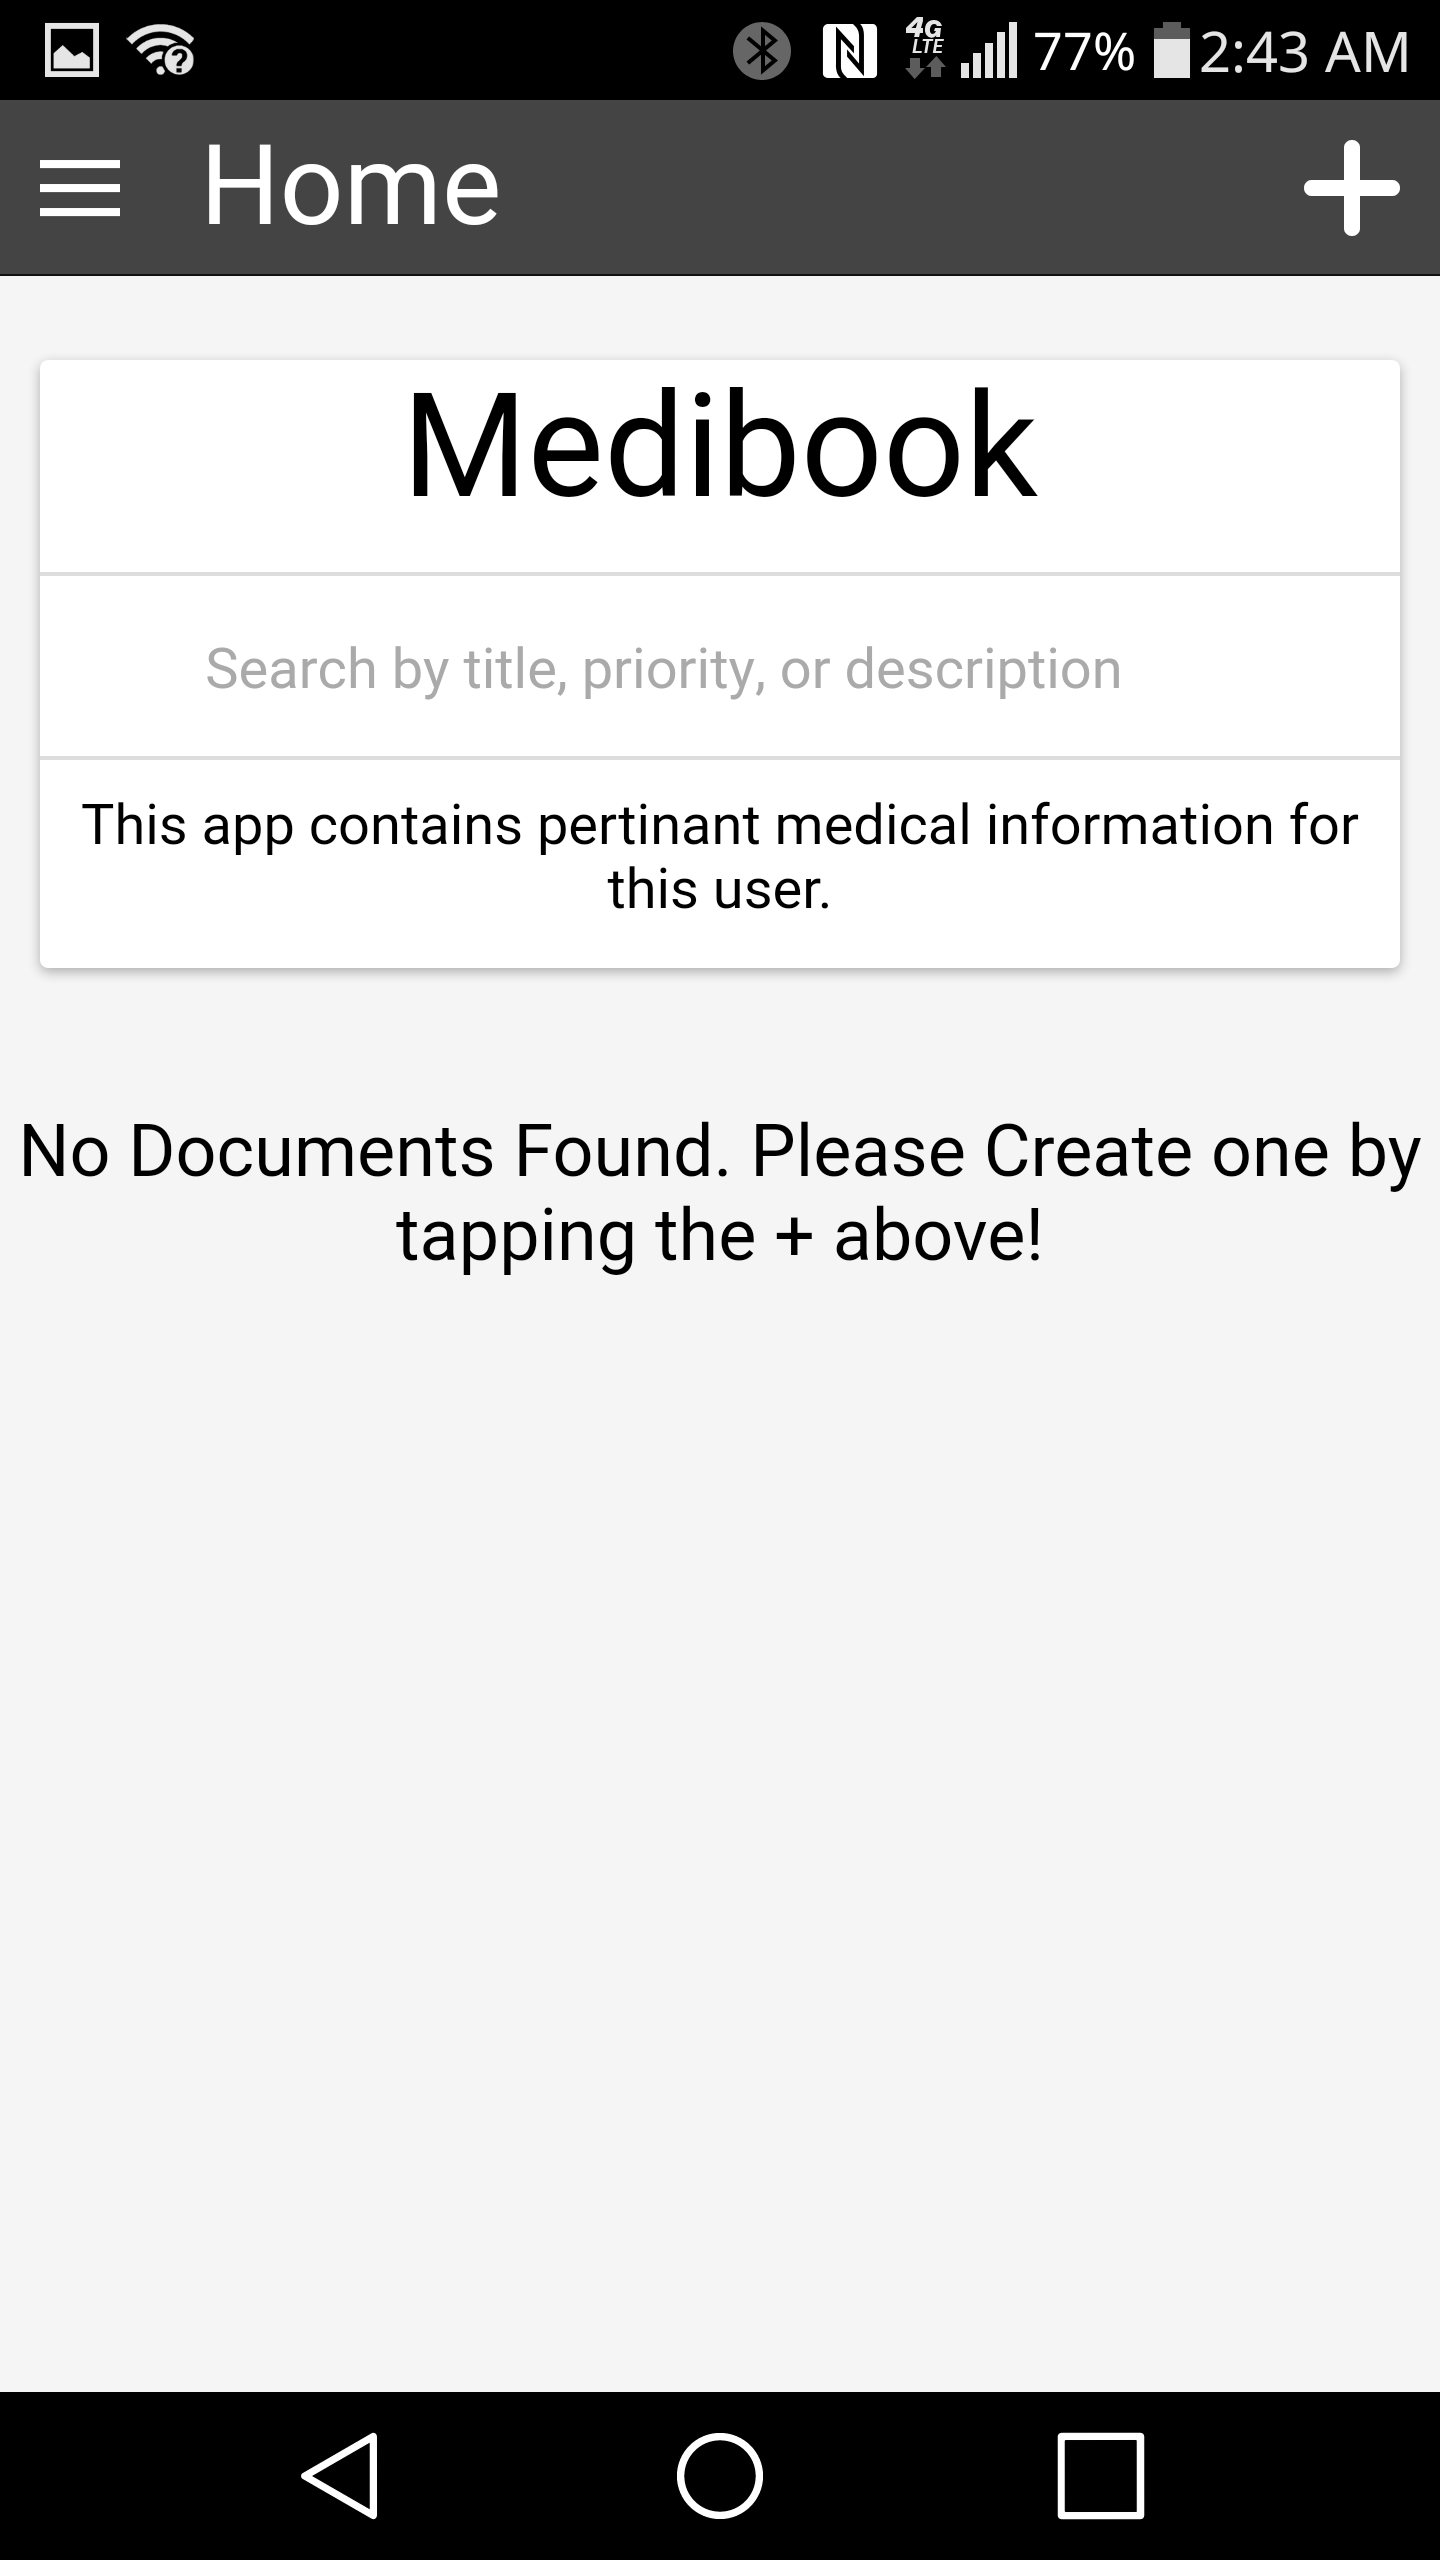 4G LTE 77% 2:43 AM
Home
Medibook
Search by title, priority, or description
This app contains pertinant medical information for
this user.
No Documents Found. Please Create one by
tapping the + above!